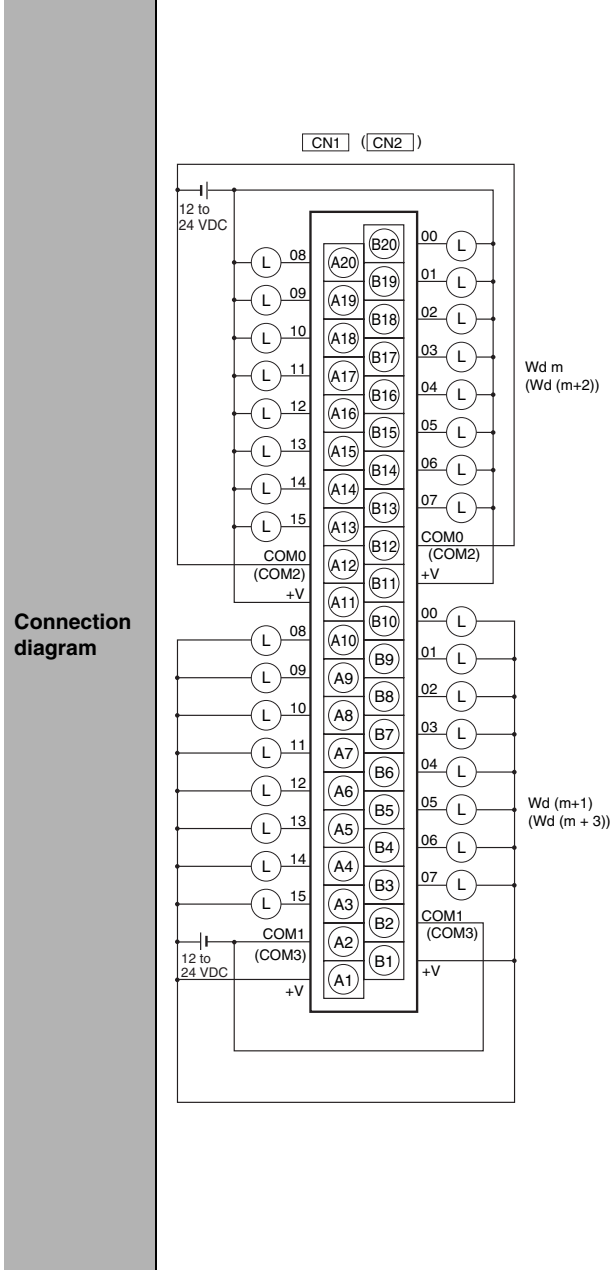 CN1 (CN2)
12 to
24 VDC
A20 B20
A19 B19
A18 B18
A17 B17
A16 B16
A15 B15
A14 B14
A13 B13
A12 B12
A11 B11
A10 B10
A9 B9
A8 B8
A7 B7
A6 B6
A5 B5
A4 B4
A3 B3
A2 B2
A1 B1
L 08
L 09
L 10
L 11
L 12
L 13
L 14
L 15
COM0
(COM2)
+V
00 L
01 L
02 L
03 L
04 L
05 L
06 L
07 L
COM0
(COM2)
+V
Wd m
(Wd (m+2))
Connection
diagram
L 08
L 09
L 10
L 11
L 12
L 13
L 14
L 15
COM1
(COM3)
12 to
24 VDC
+V
00 L
01 L
02 L
03 L
04 L
05 L
06 L
07 L
COM1
(COM3)
+V
Wd (m+1)
(Wd (m + 3))